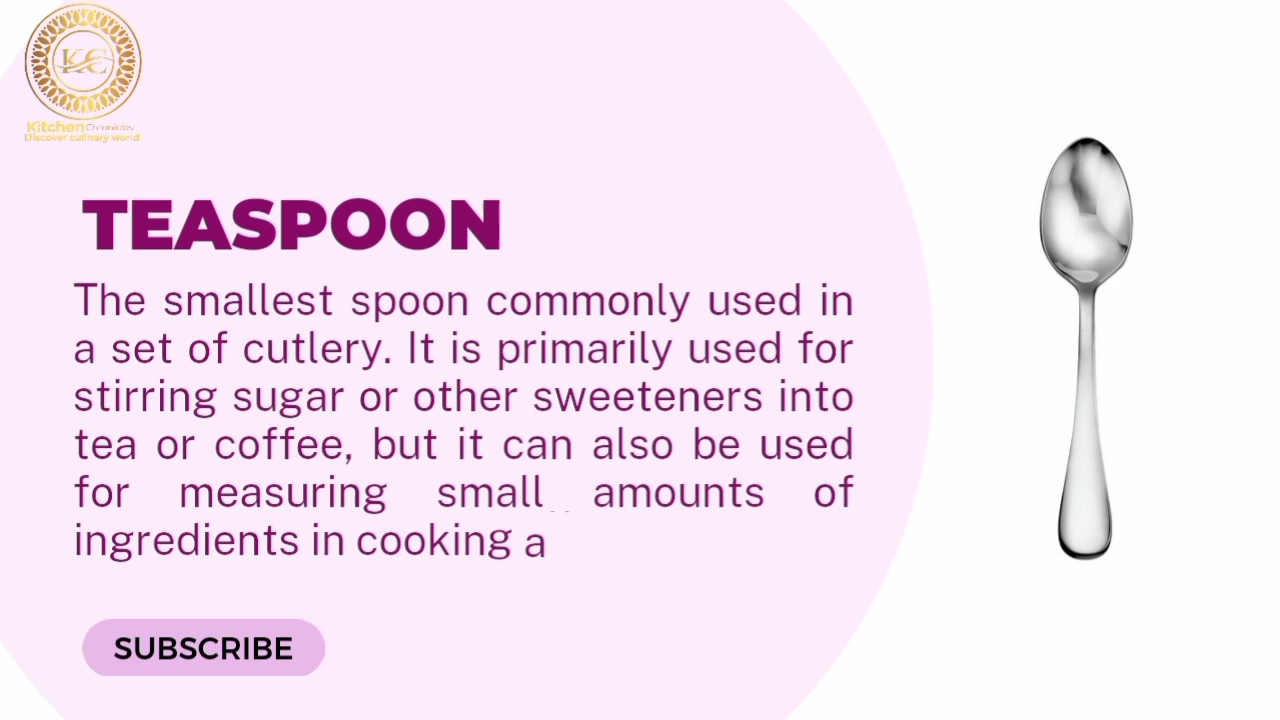 KC
Kitchen Chronicles
Discover culinary world
TEASPOON
The smallest spoon commonly used in
a set of cutlery. It is primarily used for
stirring sugar or other sweeteners into
tea or coffee, but it can also be used
for measuring small amounts of
ingredients in cooking a
SUBSCRIBE